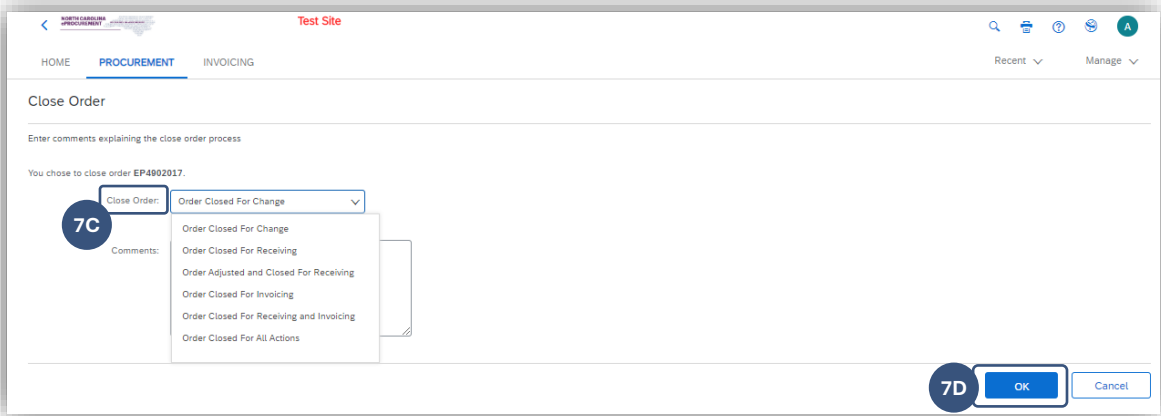 NORTH CAROLINA
ePROCUREMENT
Test Site
A
HOME PROCUREMENT INVOICING
Recent Manage
Close Order
Enter comments explaining the close order process
You chose to close order EP4902017.
Close Order: Order Closed For Change
7C
Order Closed For Change
Comments: Order Closed For Receiving
Order Adjusted and Closed For Receiving
Order Closed For Invoicing
Order Closed For Receiving and Invoicing
Order Closed For All Actions
7D OK Cancel